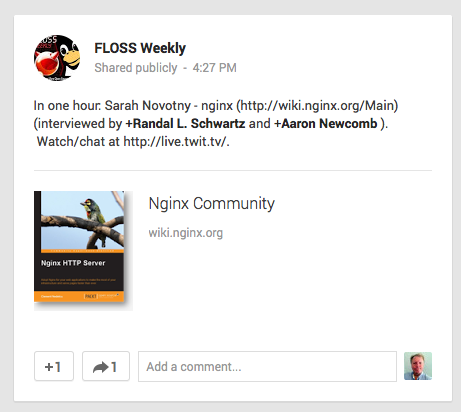 FLOSS
FLOSS Weekly
Shared publicly - 4:27 PM
In one hour: Sarah Novotny - nginx (http://wiki.nginx.org/Main)
(interviewed by +Randal L. Schwartz and +Aaron Newcomb ).
Watch/chat at http://live.twit.tv/.
Nginx Community
wiki.nginx.org
Nginx HTTP Server
PACKT
+1
1
Add a comment...